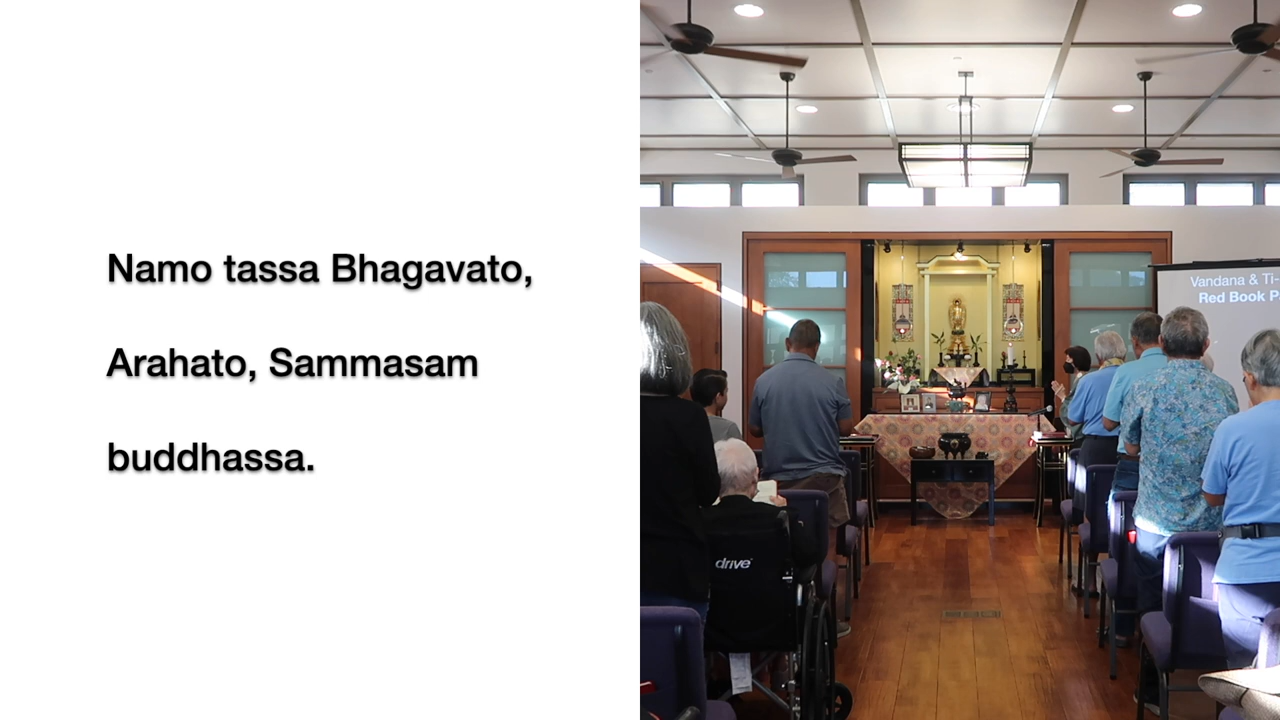 Namo tassa Bhagavato,
Arahato, Sammasam
buddhassa.
Vandana & Ti-
Red Book P
drive